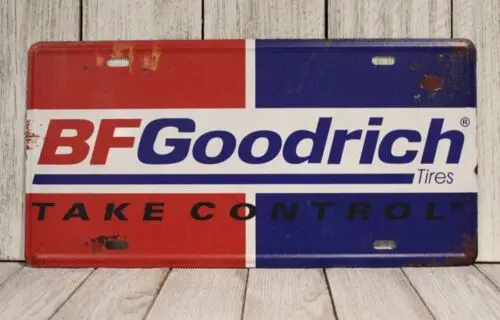 BFGoodrich®
Tires
TAKE CONTROL®